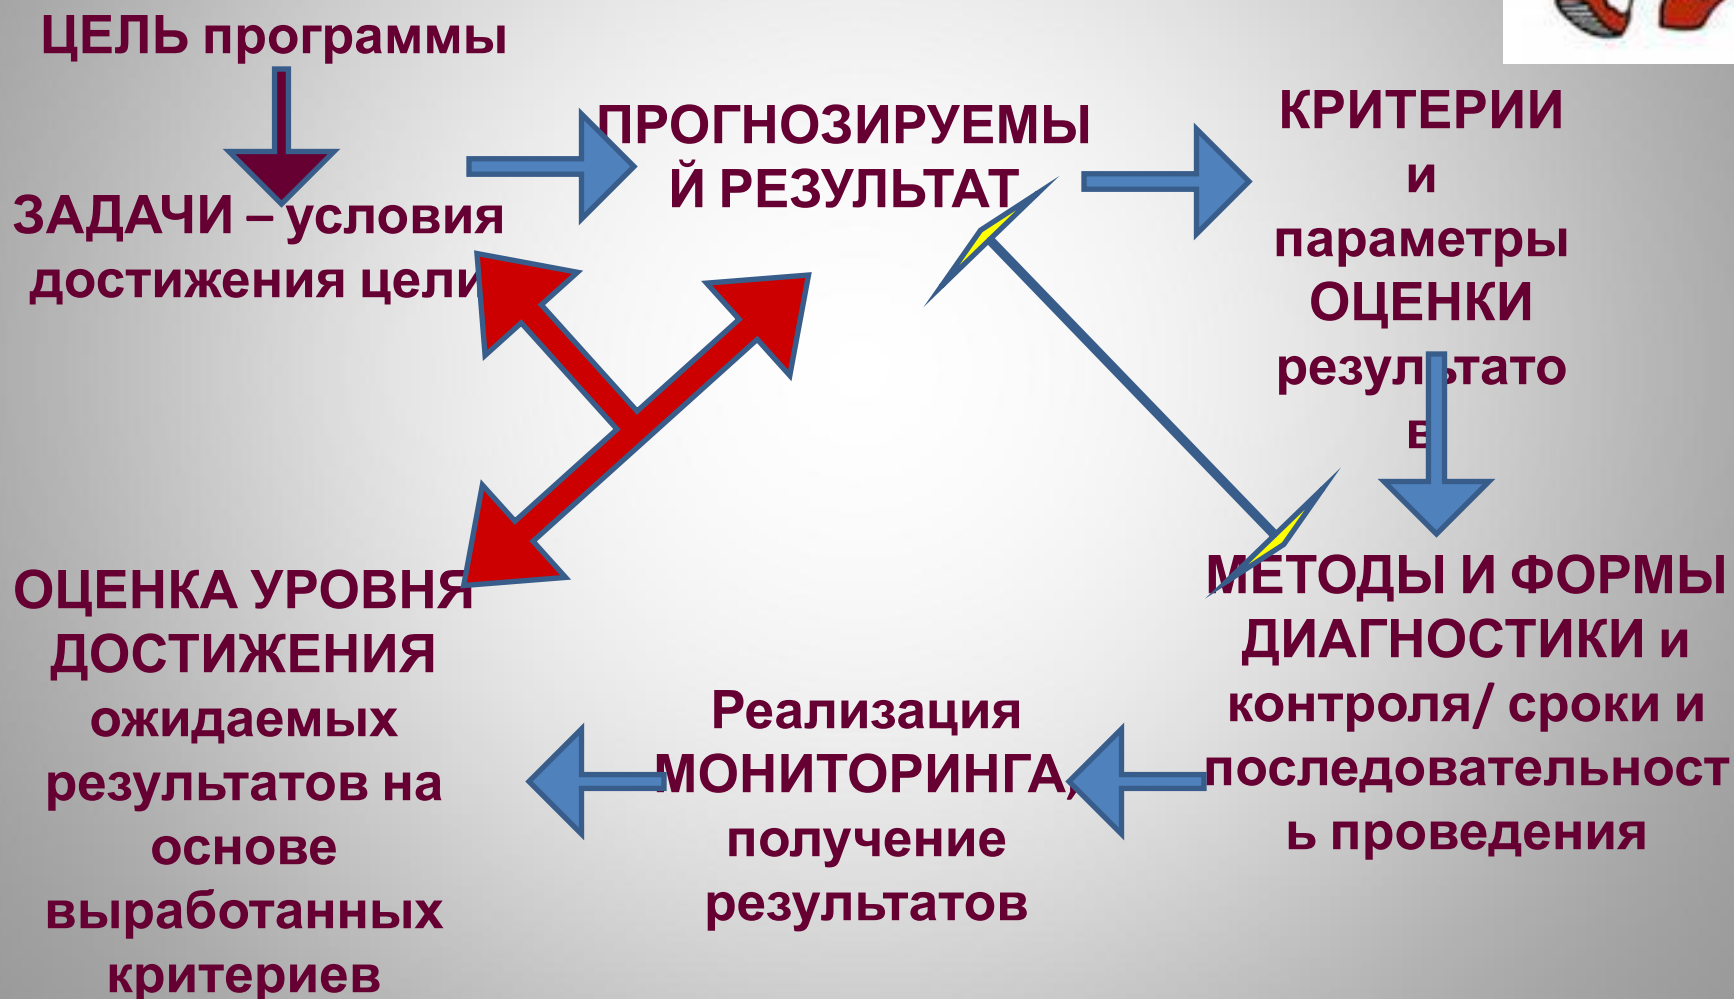 ЦЕЛЬ программы
ЗАДАЧИ – условия
достижения цели
ПРОГНОЗИРУЕМЫ
Й РЕЗУЛЬТАТ
КРИТЕРИИ
и
параметры
ОЦЕНКИ
результато
в
МЕТОДЫ И ФОРМЫ
ДИАГНОСТИКИ и
контроля/ сроки и
последовательност
ь проведения
Реализация
МОНИТОРИНГА,
получение
результатов
ОЦЕНКА УРОВНЯ
ДОСТИЖЕНИЯ
ожидаемых
результатов на
основе
выработанных
критериев